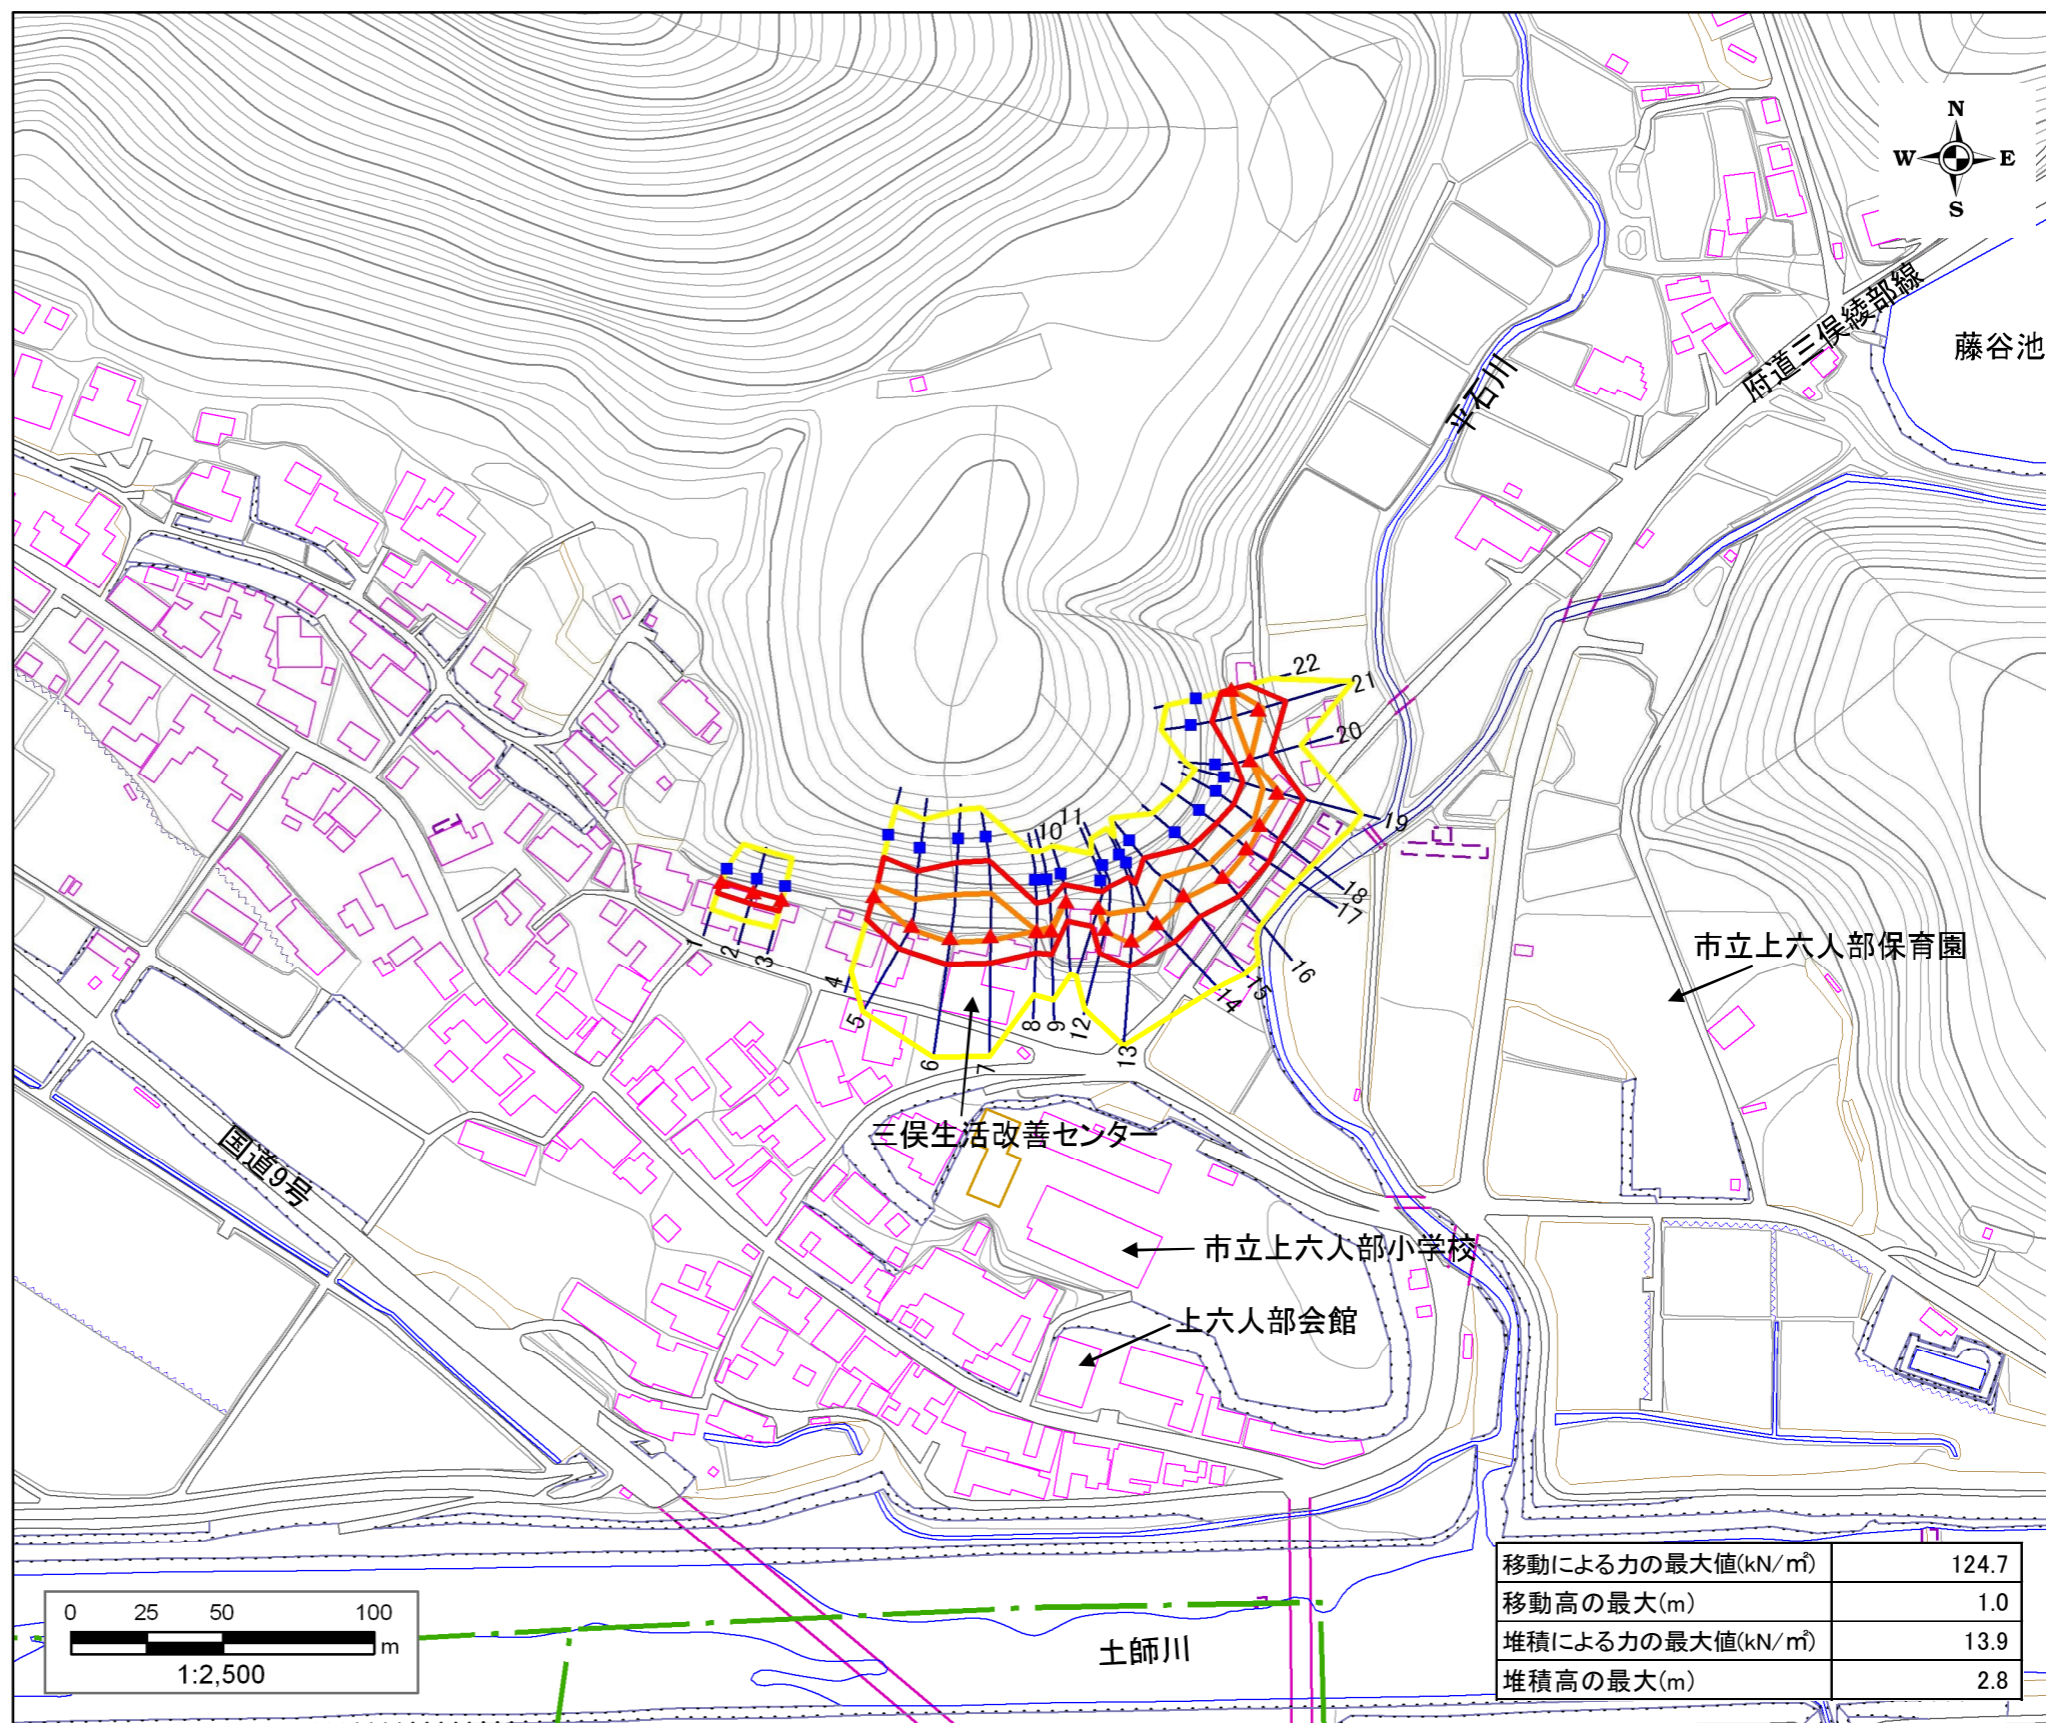 N
W E
S
府道三俣綾部線
藤谷池
平石川
22
21
20
19
18
17
16
15
14
13
12
11
10
9
8
7
6
5
4
3
2
1
市立上六人部保育園
三俣生活改善センター
国道9号
市立上六人部小学校
上六人部会館
土師川
0 25 50 100
m
1:2,500
移動による力の最大値(kN/㎡) 124.7
移動高の最大(m) 1.0
堆積による力の最大値(kN/㎡) 13.9
堆積高の最大(m) 2.8